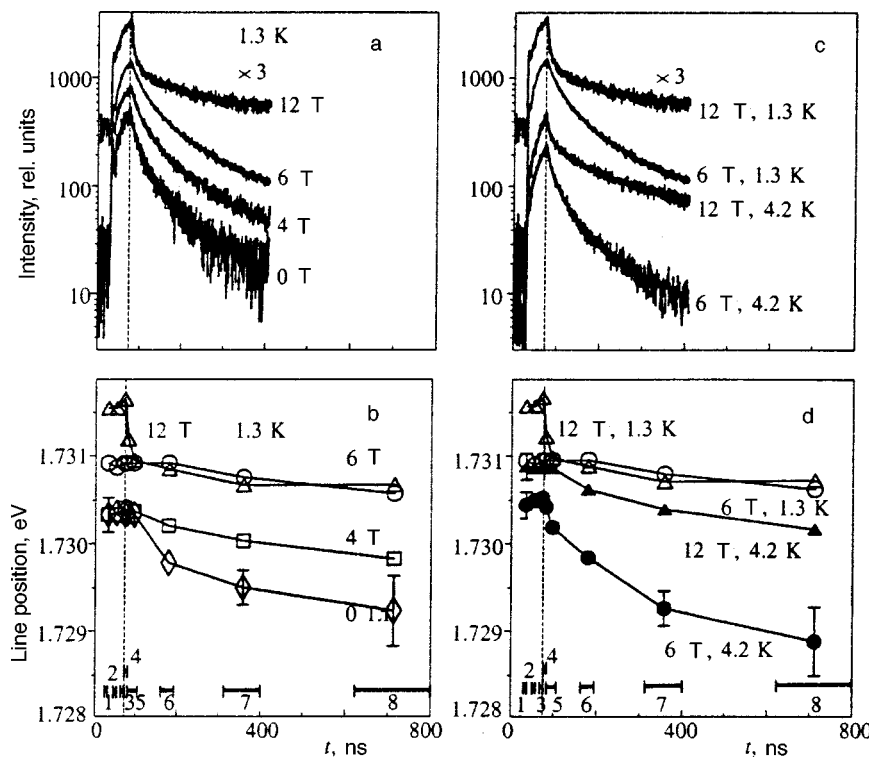 1.3 K
a
× 3
12 T
6 T
4 T
0 T
1000
100
10
Intensity, rel. units
c
× 3
12 T, 1.3 K
6 T, 1.3 K
12 T, 4.2 K
6 T, 4.2 K
1000
100
10
b
12 T 1.3 K
6 T
4 T
1.731
1.730
1.729
1.728
Line position, eV
4
2
1 3 5 6 7 8
0 400 800
t, ns
d
12 T, 1.3 K
6 T, 1.3 K
12 T, 4.2 K
6 T, 4.2 K
1.731
1.730
1.729
1.728
4
2
1 3 5 6 7 8
0 400 800
t, ns